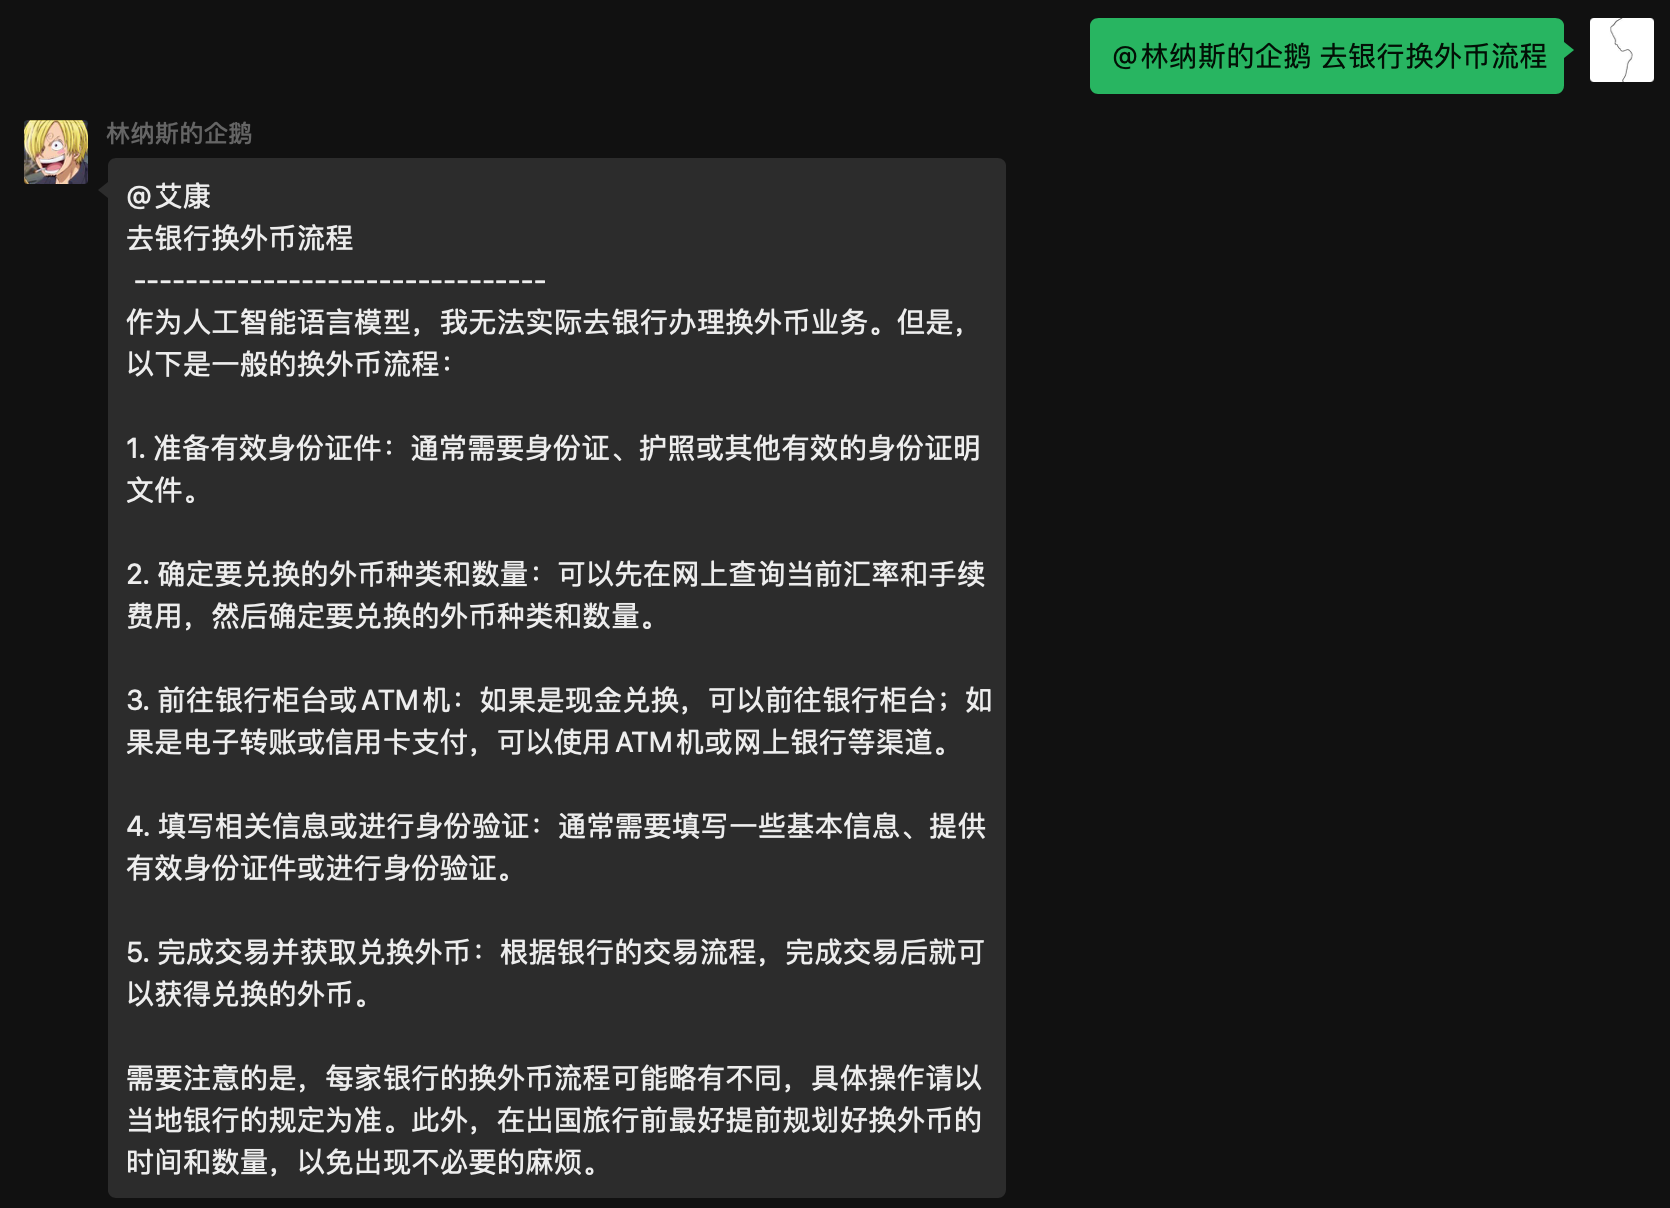 @林纳斯的企鹅 去银行换外币流程
林纳斯的企鹅
@艾康
去银行换外币流程
--------------------------------
作为人工智能语言模型，我无法实际去银行办理换外币业务。但是，
以下是一般的换外币流程：
1. 准备有效身份证件：通常需要身份证、护照或其他有效的身份证明
文件。
2. 确定要兑换的外币种类和数量：可以先在网上查询当前汇率和手续
费用，然后确定要兑换的外币种类和数量。
3. 前往银行柜台或ATM机：如果是现金兑换，可以前往银行柜台；如
果是电子转账或信用卡支付，可以使用ATM机或网上银行等渠道。
4. 填写相关信息或进行身份验证：通常需要填写一些基本信息、提供
有效身份证件或进行身份验证。
5. 完成交易并获取兑换外币：根据银行的交易流程，完成交易后就可
以获得兑换的外币。
需要注意的是，每家银行的换外币流程可能略有不同，具体操作请以
当地银行的规定为准。此外，在出国旅行前最好提前规划好换外币的
时间和数量，以免出现不必要的麻烦。